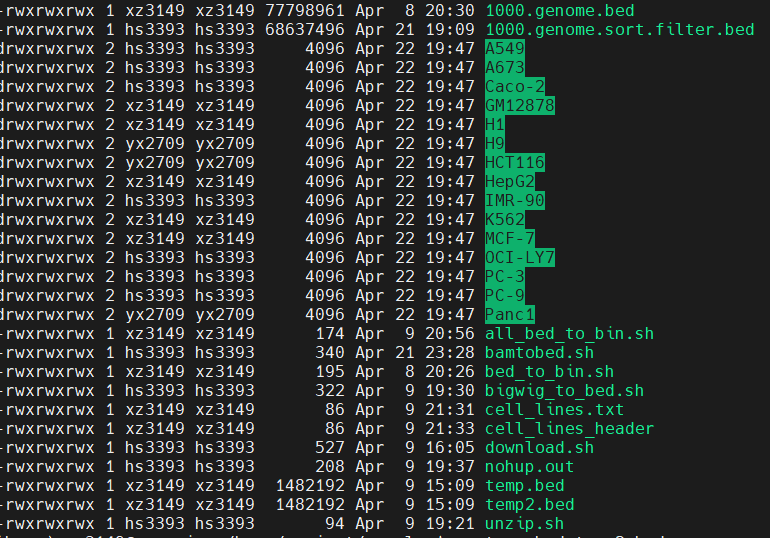 -rwxrwxrwx 1 xz3149 xz3149 77798961 Apr  8 20:30 1000.genome.bed
-rwxrwxrwx 1 hs3393 hs3393 68637496 Apr 21 19:09 1000.genome.sort.filter.bed
drwxrwxrwx 2 hs3393 hs3393     4096 Apr 22 19:47 A549
drwxrwxrwx 2 hs3393 hs3393     4096 Apr 22 19:47 A673
drwxrwxrwx 2 hs3393 hs3393     4096 Apr 22 19:47 Caco-2
drwxrwxrwx 2 xz3149 xz3149     4096 Apr 22 19:47 GM12878
drwxrwxrwx 2 xz3149 xz3149     4096 Apr 22 19:47 H1
drwxrwxrwx 2 yx2709 yx2709     4096 Apr 22 19:47 H9
drwxrwxrwx 2 yx2709 yx2709     4096 Apr 22 19:47 HCT116
drwxrwxrwx 2 xz3149 xz3149     4096 Apr 22 19:47 HepG2
drwxrwxrwx 2 hs3393 hs3393     4096 Apr 22 19:47 IMR-90
drwxrwxrwx 2 xz3149 xz3149     4096 Apr 22 19:47 K562
drwxrwxrwx 2 xz3149 xz3149     4096 Apr 22 19:47 MCF-7
drwxrwxrwx 2 hs3393 hs3393     4096 Apr 22 19:47 OCI-LY7
drwxrwxrwx 2 hs3393 hs3393     4096 Apr 22 19:47 PC-3
drwxrwxrwx 2 hs3393 hs3393     4096 Apr 22 19:47 PC-9
drwxrwxrwx 2 yx2709 yx2709     4096 Apr 22 19:47 Panc1
-rwxrwxrwx 1 xz3149 xz3149      174 Apr  9 20:56 all_bed_to_bin.sh
-rwxrwxrwx 1 hs3393 hs3393      340 Apr 21 23:28 bamtobed.sh
-rwxrwxrwx 1 xz3149 xz3149      195 Apr  8 20:26 bed_to_bin.sh
-rwxrwxrwx 1 hs3393 hs3393      322 Apr  9 19:30 bigwig_to_bed.sh
-rwxrwxrwx 1 xz3149 xz3149       86 Apr  9 21:31 cell_lines.txt
-rwxrwxrwx 1 xz3149 xz3149       86 Apr  9 21:33 cell_lines_header
-rwxrwxrwx 1 hs3393 hs3393      527 Apr  9 16:05 download.sh
-rwxrwxrwx 1 hs3393 hs3393      208 Apr  9 19:37 nohup.out
-rwxrwxrwx 1 xz3149 xz3149  1482192 Apr  9 15:09 temp.bed
-rwxrwxrwx 1 xz3149 xz3149  1482192 Apr  9 15:09 temp2.bed
-rwxrwxrwx 1 hs3393 hs3393       94 Apr  9 19:21 unzip.sh